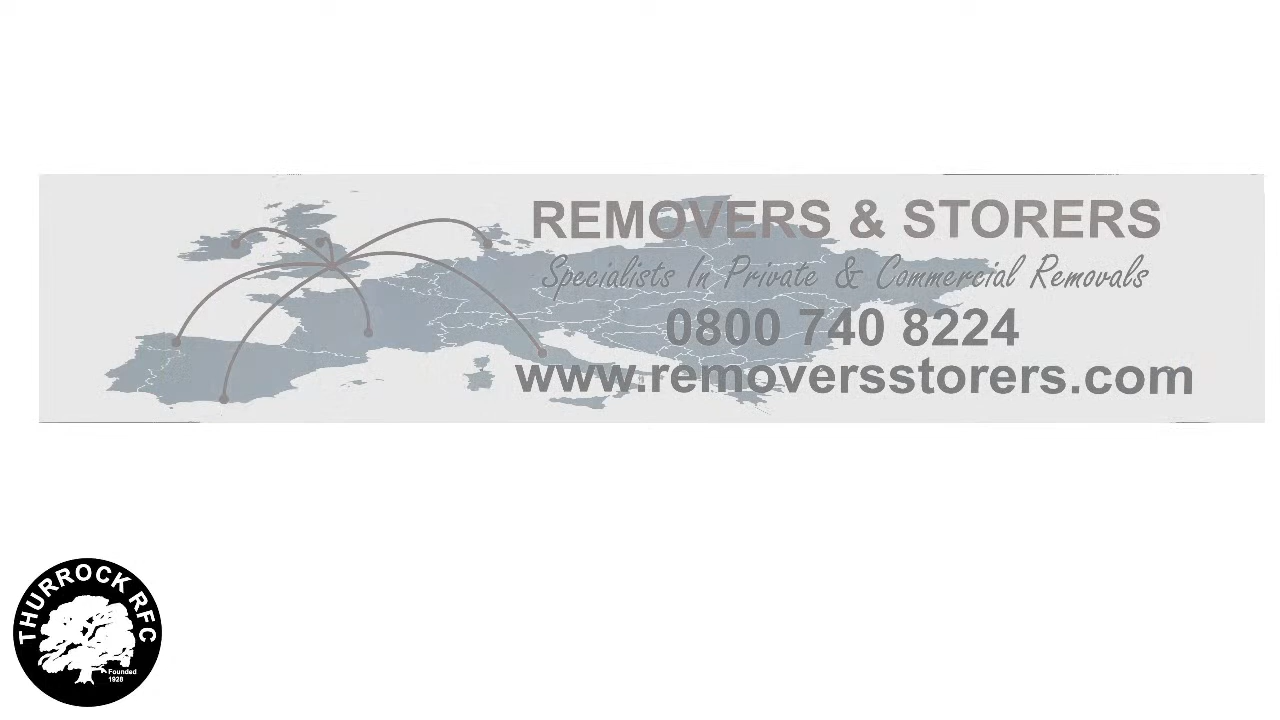 REMOVERS & STORERS
Specialists In Private & Commercial Removals
0800 740 8224
www.removersstorers.com
THURROCK RFC
Founded
1928